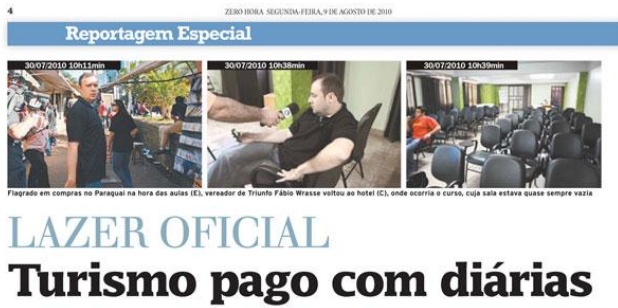 4
ZERO HORA SEGUNDA-FEIRA, 9 DE AGOSTO DE 2010
Reportagem Especial
30/07/2010 10h11min
30/07/2010 10h38min
30/07/2010 10h39min
Flagrado em compras no Paraguai na hora das aulas (E), vereador de Triunfo Fábio Wrasse voltou ao hotel (C), onde ocorria o curso, cuja sala estava quase sempre vazia
LAZER OFICIAL
Turismo pago com diárias